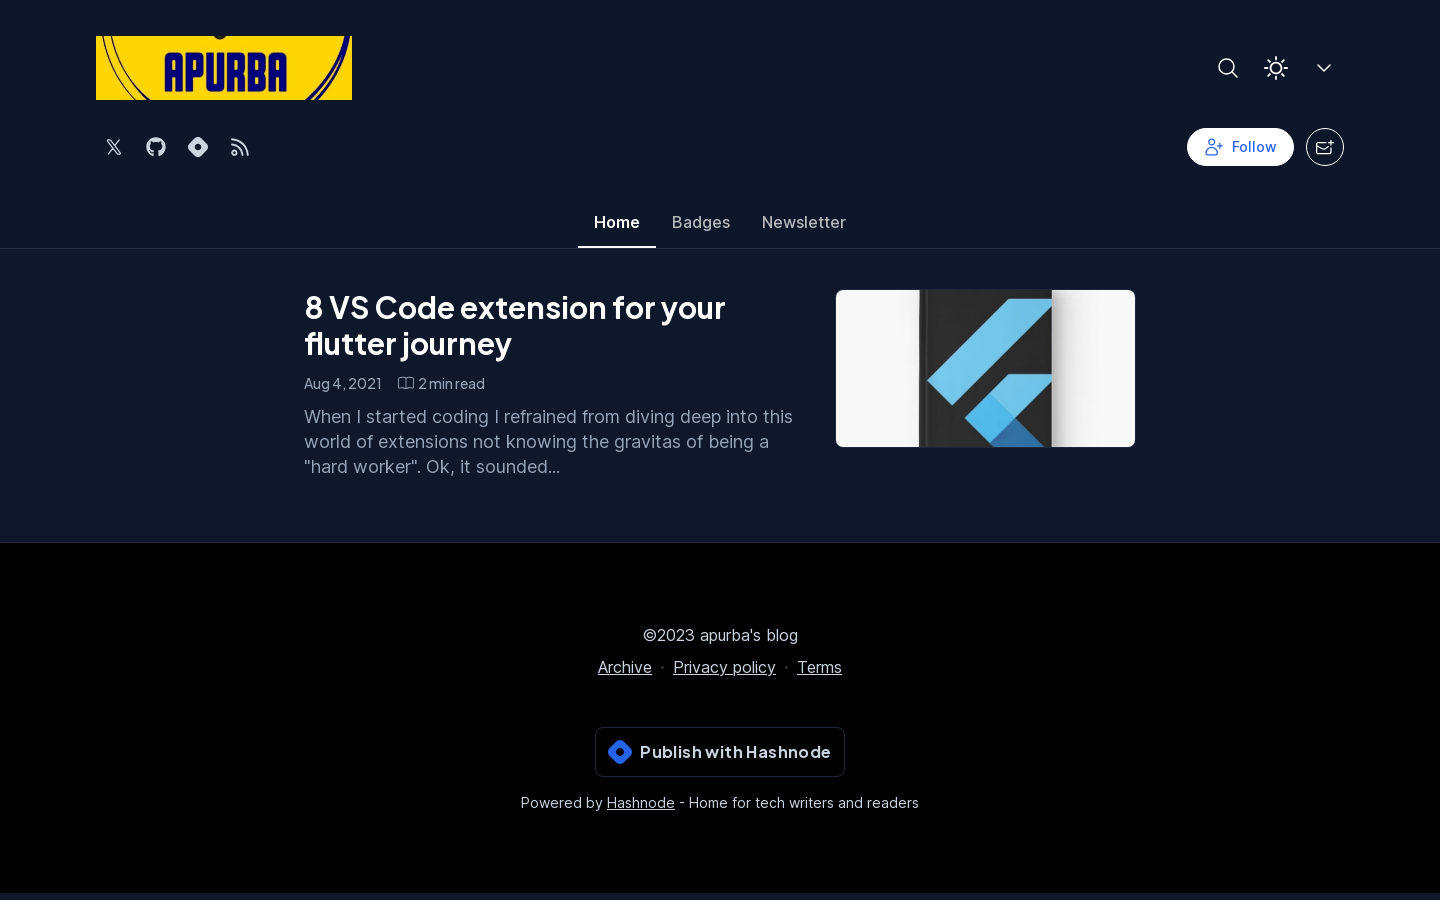 APURBA
Follow
Home
Badges
Newsletter
8 VS Code extension for your
flutter journey
Aug 4, 2021
2 min read
When I started coding I refrained from diving deep into this
world of extensions not knowing the gravitas of being a
"hard worker". Ok, it sounded...
©2023 apurba's blog
Archive · Privacy policy · Terms
Publish with Hashnode
Powered by Hashnode - Home for tech writers and readers